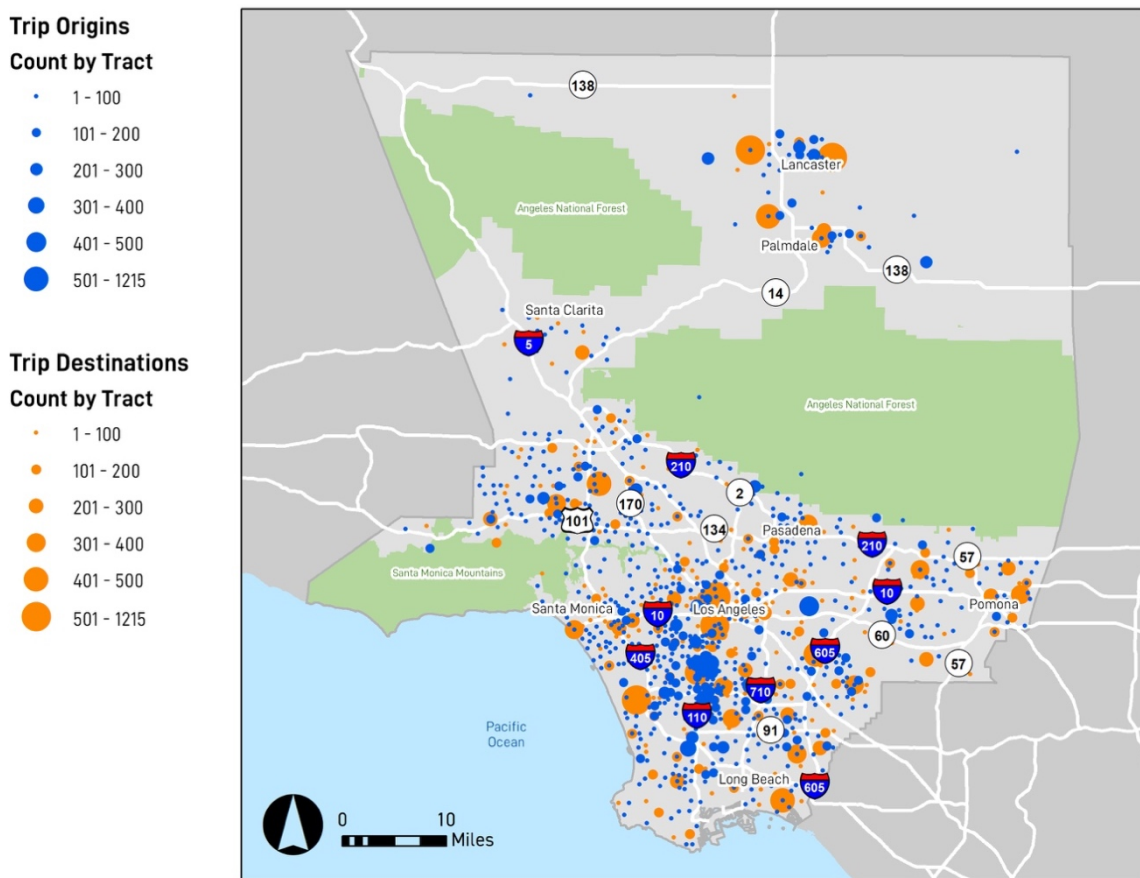 Trip Origins
Count by Tract
1 - 100
101 - 200
201 - 300
301 - 400
401 - 500
501 - 1215
Trip Destinations
Count by Tract
1 - 100
101 - 200
201 - 300
301 - 400
401 - 500
501 - 1215
138
Lancaster
Angeles National Forest
Palmdale
138
14
Santa Clarita
5
Angeles National Forest
210
2
170
101
134
Pasadena
210
57
Santa Monica Mountains
10
Santa Monica
10
Los Angeles
Pomona
60
405
605
57
710
110
91
Pacific
Ocean
Long Beach
605
0
10
Miles